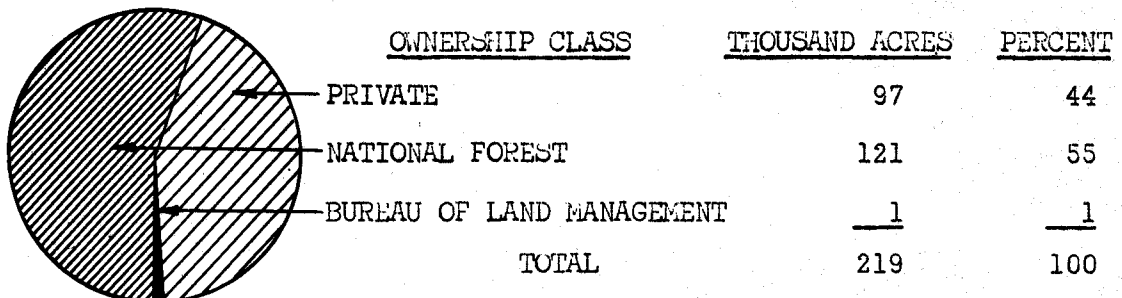 OWNERSHIP CLASS THOUSAND ACRES PERCENT
PRIVATE 97 44
NATIONAL FOREST 121 55
BUREAU OF LAND MANAGEMENT 1 1
TOTAL 219 100